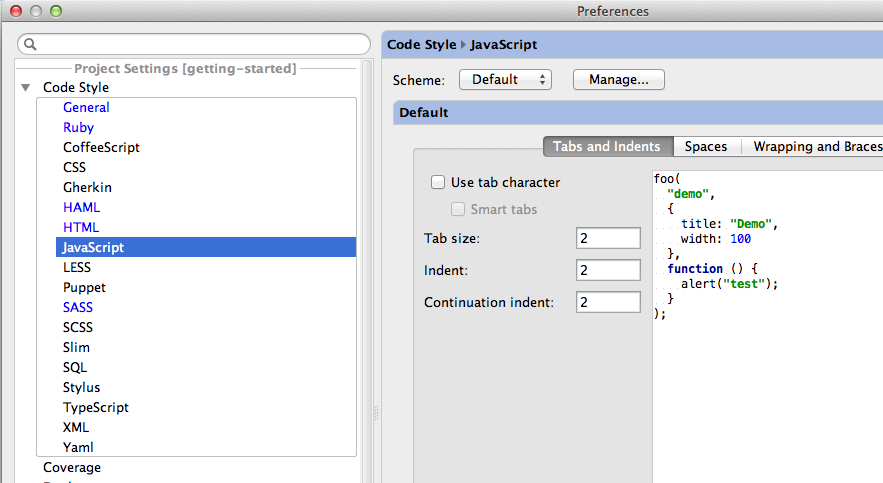 Preferences
Project Settings [getting-started]
Code Style
General
Ruby
CoffeeScript
CSS
Gherkin
HAML
HTML
JavaScript
LESS
Puppet
SASS
SCSS
Slim
SQL
Stylus
TypeScript
XML
Yaml
Coverage
Code Style ▸ JavaScript
Scheme: Default Manage...
Default
Tabs and Indents Spaces Wrapping and Braces
Use tab character
Smart tabs
Tab size: 2
Indent: 2
Continuation indent: 2
foo(
"demo",
{
title: "Demo",
width: 100
},
function () {
alert("test");
}
);